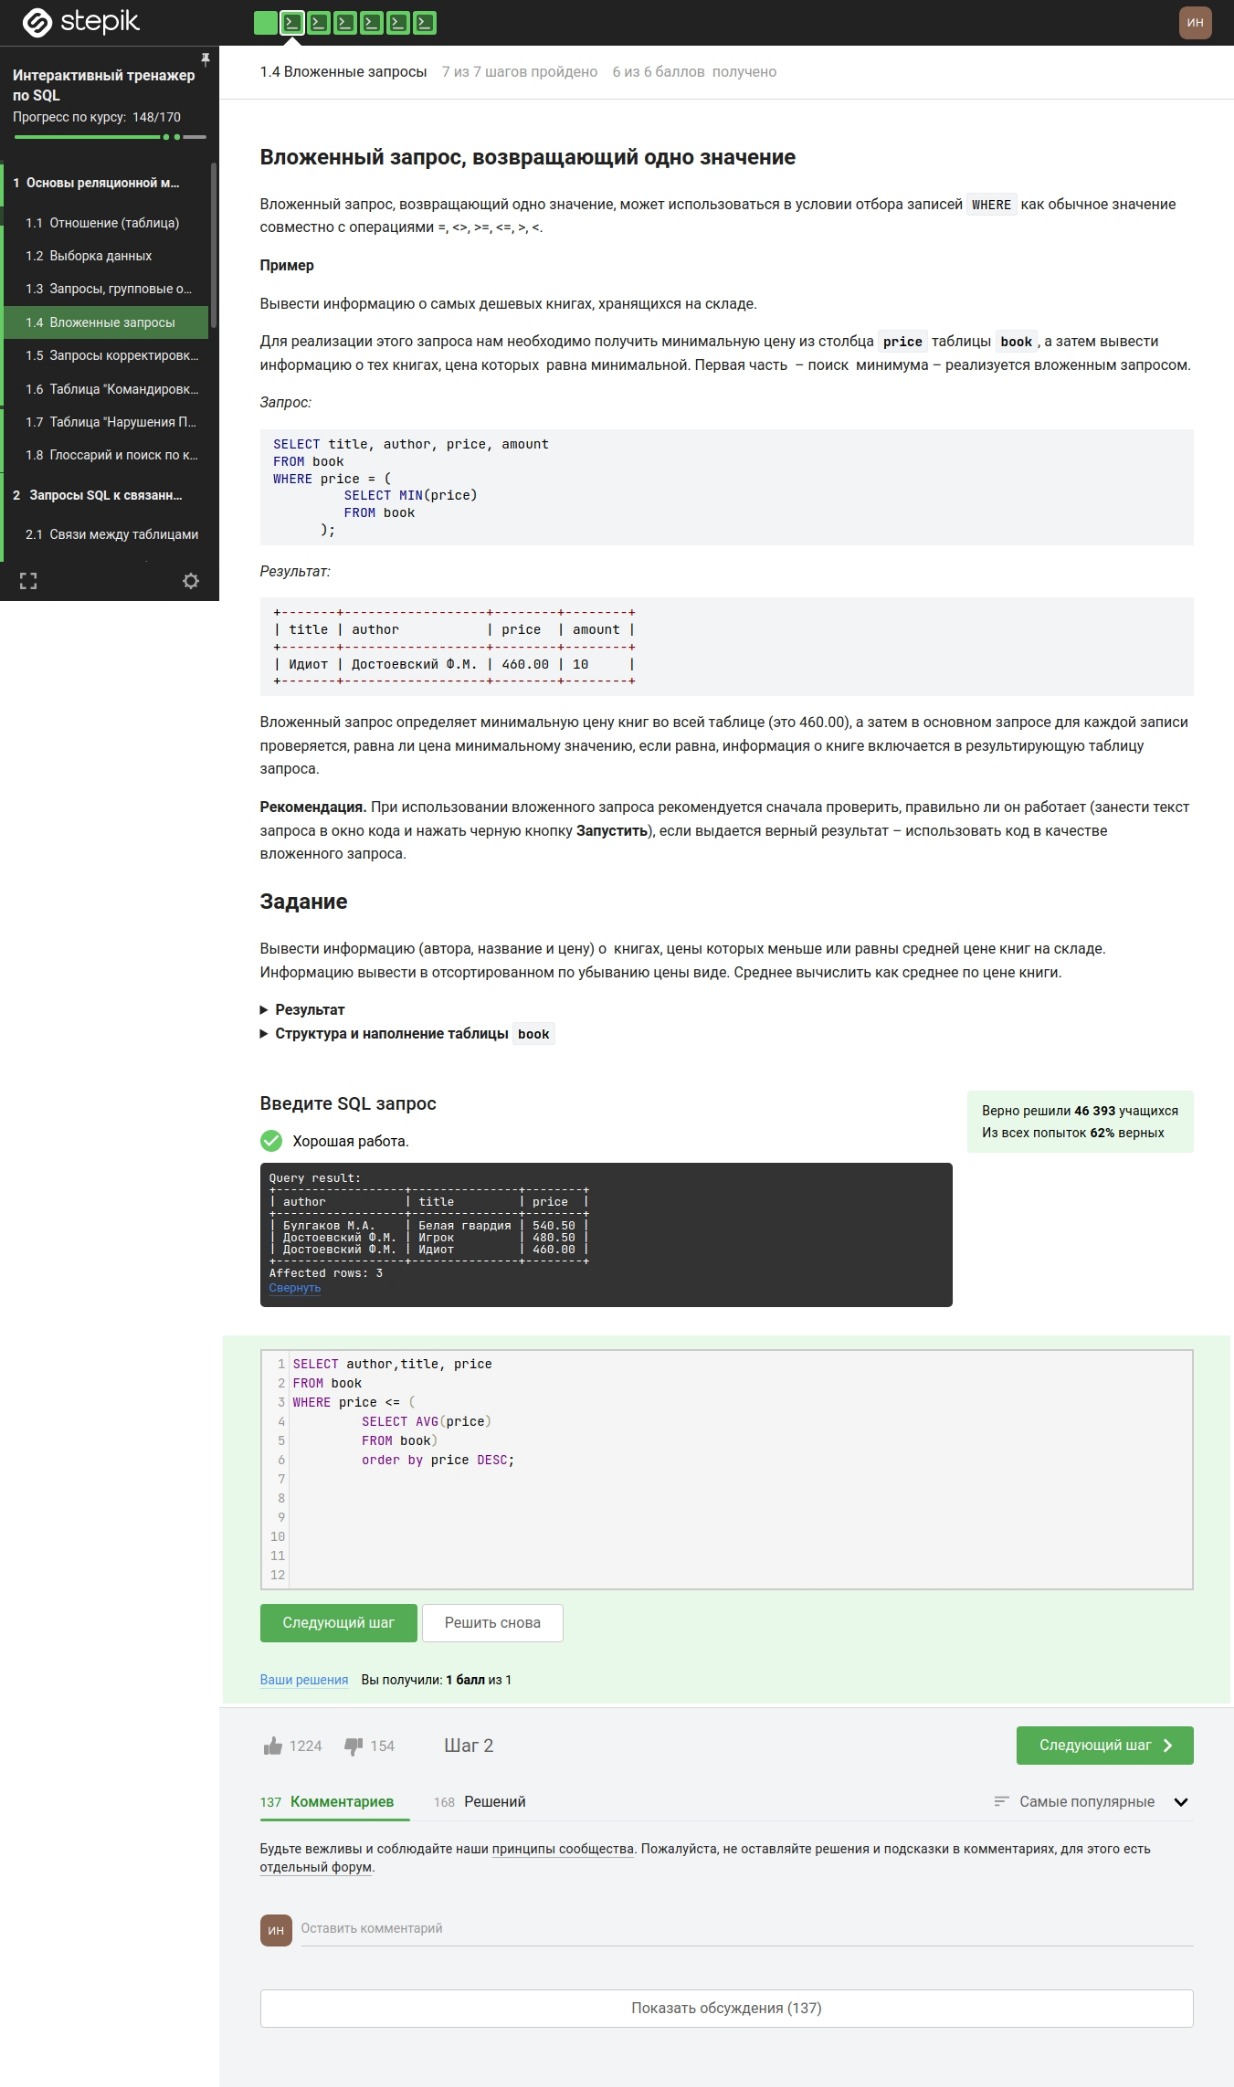 stepik
ИН
Интерактивный тренажер
по SQL
Прогресс по курсу: 148/170
1 Основы реляционной м...
1.1 Отношение (таблица)
1.2 Выборка данных
1.3 Запросы, групповые о...
1.4 Вложенные запросы
1.5 Запросы корректировк...
1.6 Таблица "Командировк...
1.7 Таблица "Нарушения П...
1.8 Глоссарий и поиск по к...
2 Запросы SQL к связанн...
2.1 Связи между таблицами
1.4 Вложенные запросы 7 из 7 шагов пройдено 6 из 6 баллов получено
Вложенный запрос, возвращающий одно значение
Вложенный запрос, возвращающий одно значение, может использоваться в условии отбора записей WHERE как обычное значение
совместно с операциями =, <>, >=, <=, >, <.
Пример
Вывести информацию о самых дешевых книгах, хранящихся на складе.
Для реализации этого запроса нам необходимо получить минимальную цену из столбца price таблицы book, а затем вывести
информацию о тех книгах, цена которых равна минимальной. Первая часть – поиск минимума – реализуется вложенным запросом.
Запрос:
SELECT title, author, price, amount
FROM book
WHERE price = (
SELECT MIN(price)
FROM book
);
Результат:
+-------+------------------+--------+--------+
| title | author           | price  | amount |
+-------+------------------+--------+--------+
| Идиот | Достоевский Ф.М. | 460.00 | 10     |
+-------+------------------+--------+--------+
Вложенный запрос определяет минимальную цену книг во всей таблице (это 460.00), а затем в основном запросе для каждой записи
проверяется, равна ли цена минимальному значению, если равна, информация о книге включается в результирующую таблицу
запроса.
Рекомендация. При использовании вложенного запроса рекомендуется сначала проверить, правильно ли он работает (занести текст
запроса в окно кода и нажать черную кнопку Запустить), если выдается верный результат – использовать код в качестве
вложенного запроса.
Задание
Вывести информацию (автора, название и цену) о книгах, цены которых меньше или равны средней цене книг на складе.
Информацию вывести в отсортированном по убыванию цены виде. Среднее вычислить как среднее по цене книги.
Результат
Структура и наполнение таблицы book
Введите SQL запрос
Хорошая работа.
Верно решили 46 393 учащихся
Из всех попыток 62% верных
Query result:
+------------------+---------------+--------+
| author           | title         | price  |
+------------------+---------------+--------+
| Булгаков М.А.    | Белая гвардия | 540.50 |
| Достоевский Ф.М. | Игрок         | 480.50 |
| Достоевский Ф.М. | Идиот         | 460.00 |
+------------------+---------------+--------+
Affected rows: 3
Свернуть
1 SELECT author,title, price
2 FROM book
3 WHERE price <= (
4 SELECT AVG(price)
5 FROM book)
6 order by price DESC;
7
8
9
10
11
12
Следующий шаг Решить снова
Ваши решения Вы получили: 1 балл из 1
1224 154 Шаг 2 Следующий шаг
137 Комментариев 168 Решений Самые популярные
Будьте вежливы и соблюдайте наши принципы сообщества. Пожалуйста, не оставляйте решения и подсказки в комментариях, для этого есть
отдельный форум.
ИН Оставить комментарий
Показать обсуждения (137)